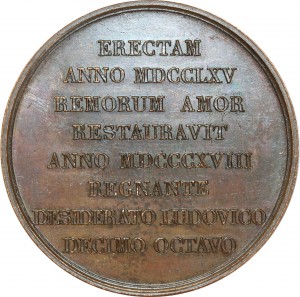 ERECTAM
ANNO MDCCLXV
REMORUM AMOR
RESTAURAVIT
ANNO MDCCCXVIII
REGNANTE
DESIDERATO LUDOVICO
DECIMO OCTAVO